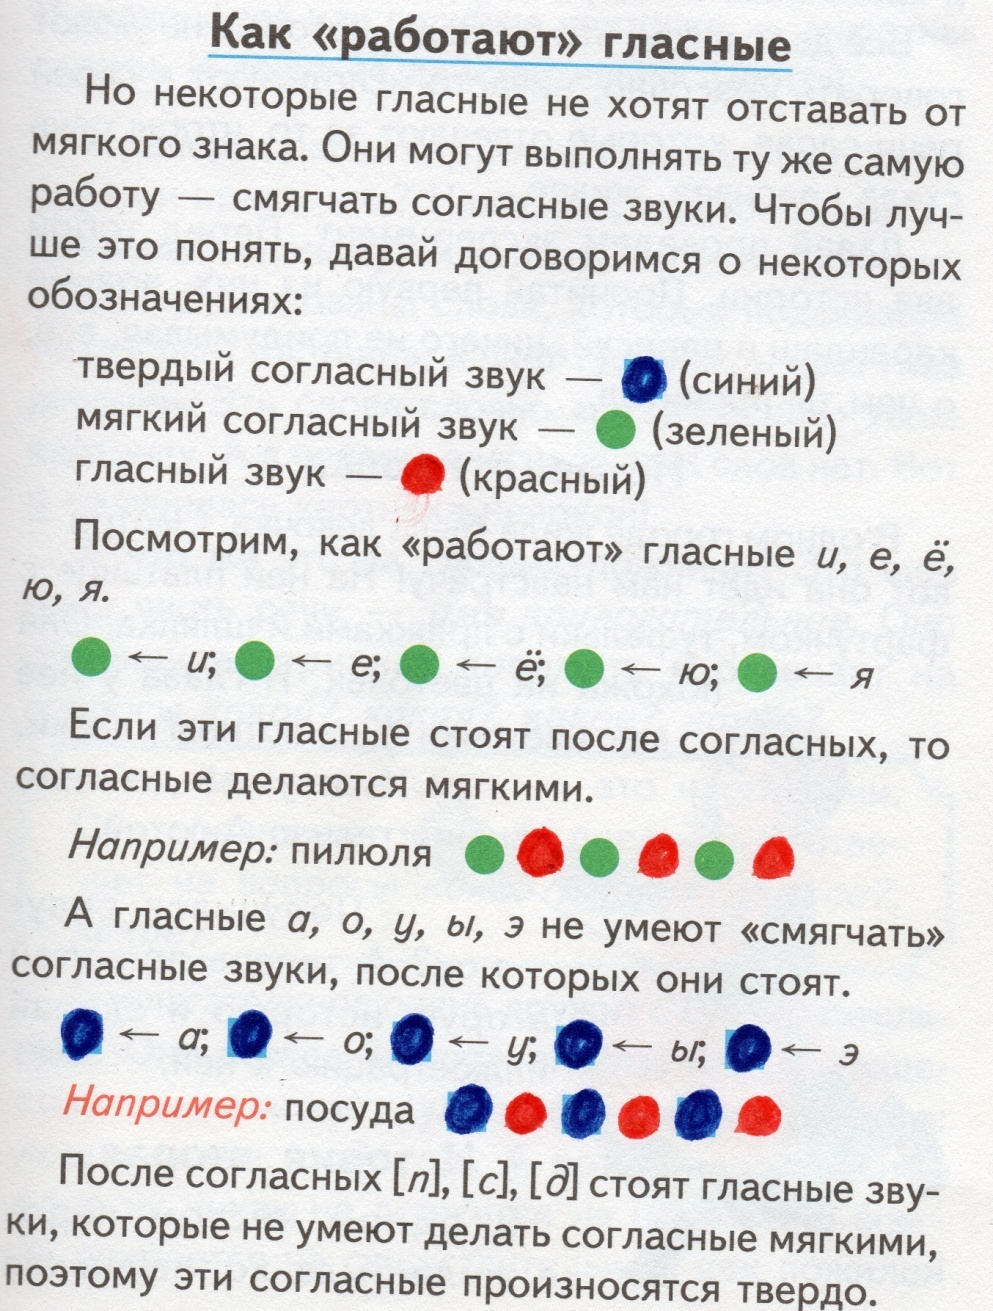 Как «работают» гласные
Но некоторые гласные не хотят отставать от
мягкого знака. Они могут выполнять ту же самую
работу — смягчать согласные звуки. Чтобы луч-
ше это понять, давай договоримся о некоторых
обозначениях:
твердый согласный звук — (синий)
мягкий согласный звук — (зеленый)
гласный звук — (красный)
Посмотрим, как «работают» гласные и, е, ё,
ю, я.
← и; ← е; ← ё; ← ю; ← я
Если эти гласные стоят после согласных, то
согласные делаются мягкими.
Например: пилюля
А гласные а, о, у, ы, э не умеют «смягчать»
согласные звуки, после которых они стоят.
← а; ← о; ← у; ← ы; ← э
Например: посуда
После согласных [п], [с], [д] стоят гласные зву-
ки, которые не умеют делать согласные мягкими,
поэтому эти согласные произносятся твердо.